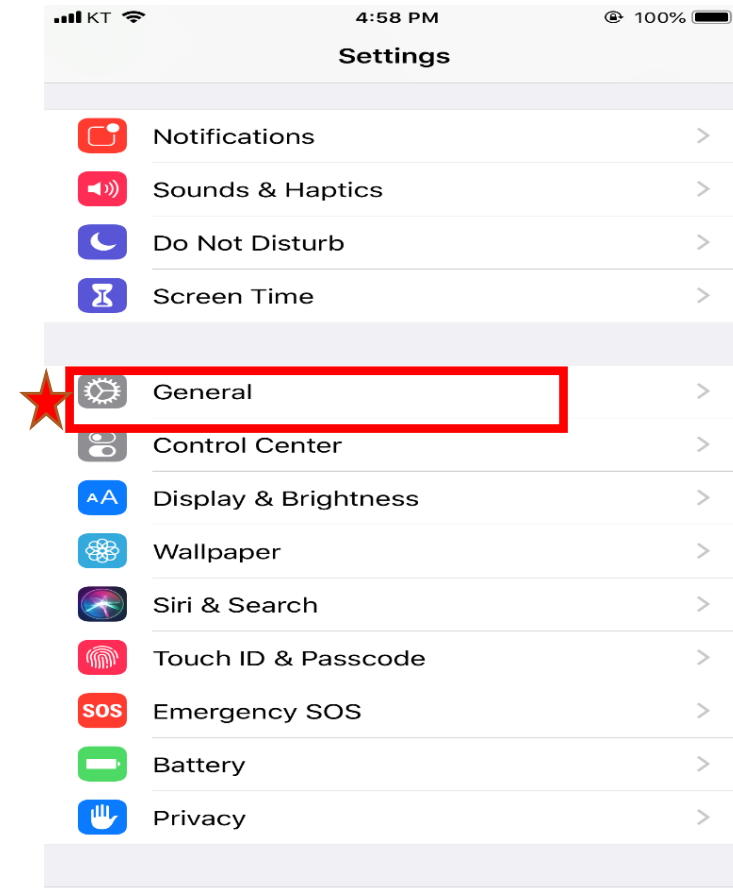 KT 4:58 PM 100%
Settings
Notifications
Sounds & Haptics
Do Not Disturb
Screen Time
General
Control Center
AA Display & Brightness
Wallpaper
Siri & Search
Touch ID & Passcode
SOS Emergency SOS
Battery
Privacy